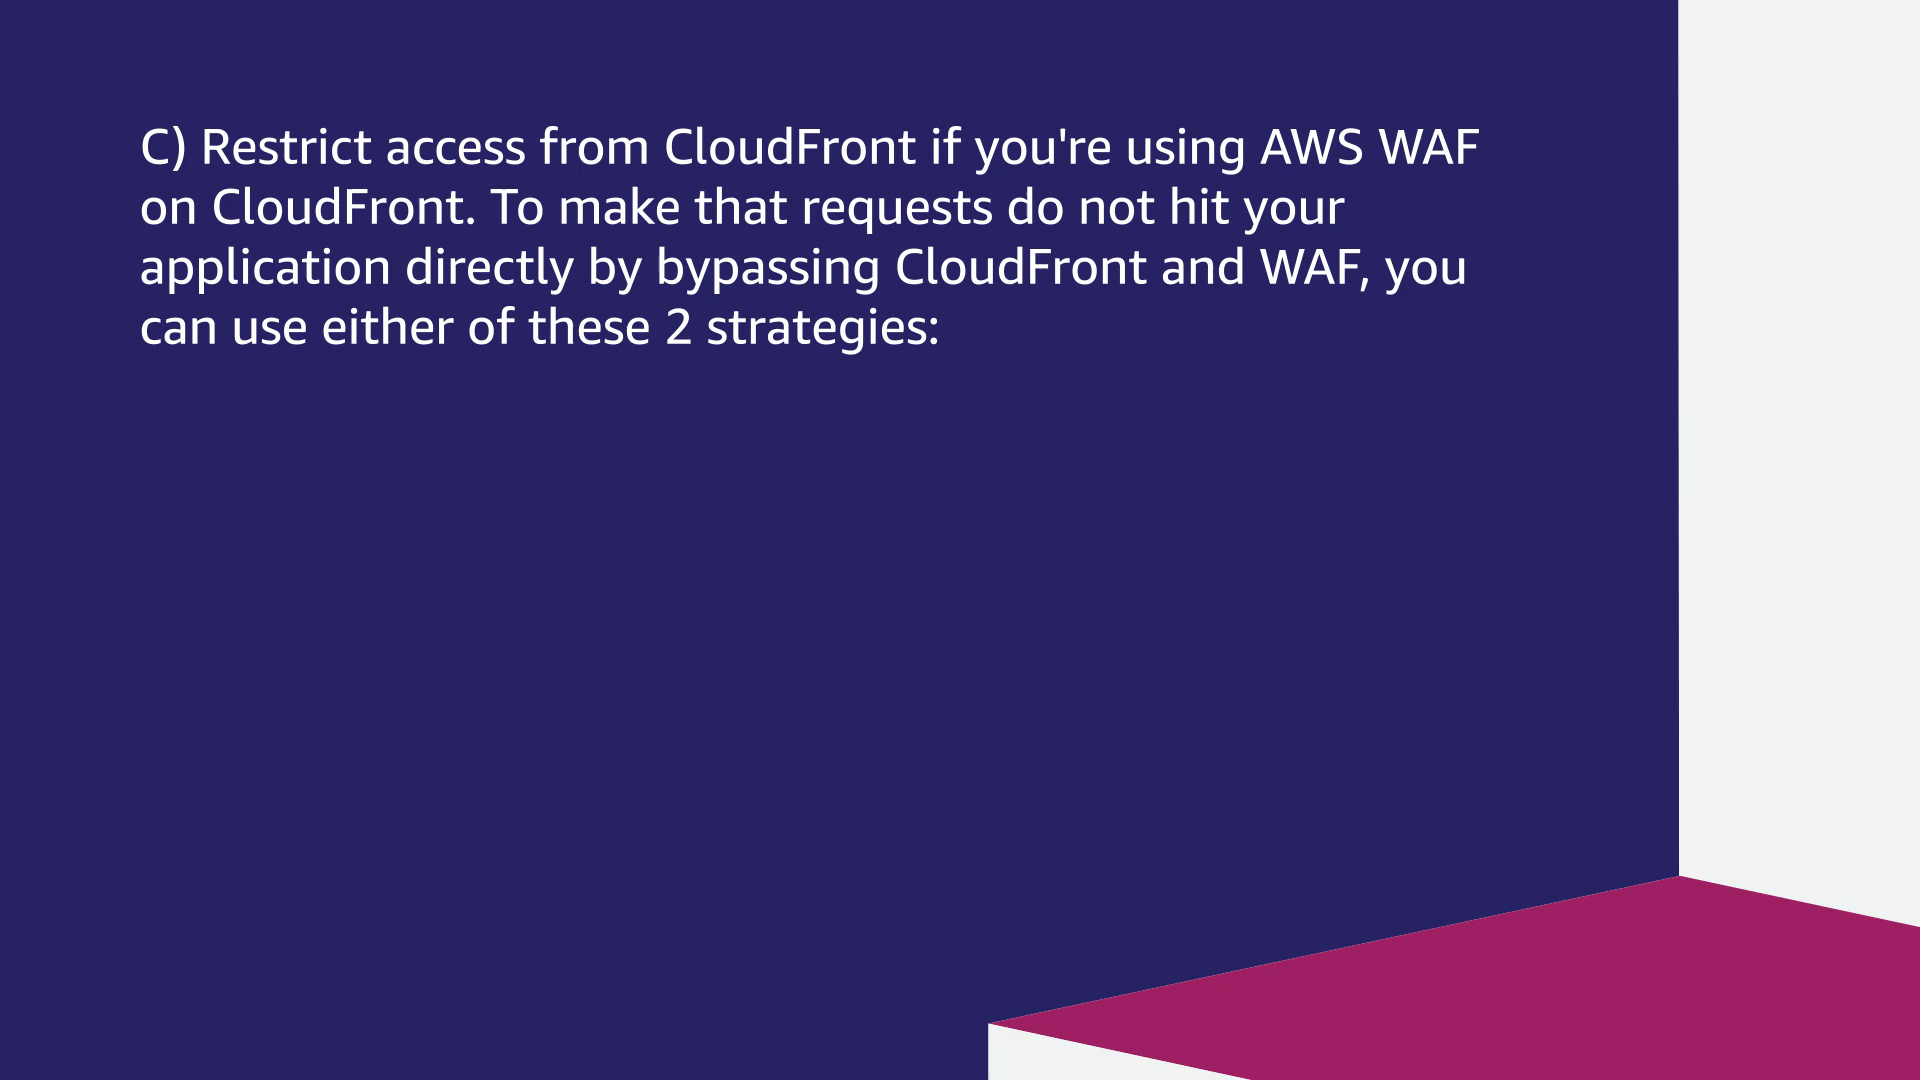 C) Restrict access from CloudFront if you're using AWS WAF
on CloudFront. To make that requests do not hit your
application directly by bypassing CloudFront and WAF, you
can use either of these 2 strategies: